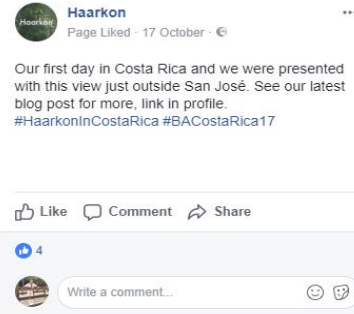 Haarkon
Haarkon
Page Liked · 17 October ·
Our first day in Costa Rica and we were presented
with this view just outside San José. See our latest
blog post for more, link in profile.
#HaarkonInCostaRica #BACostaRica17
Like Comment Share
4
Write a comment...